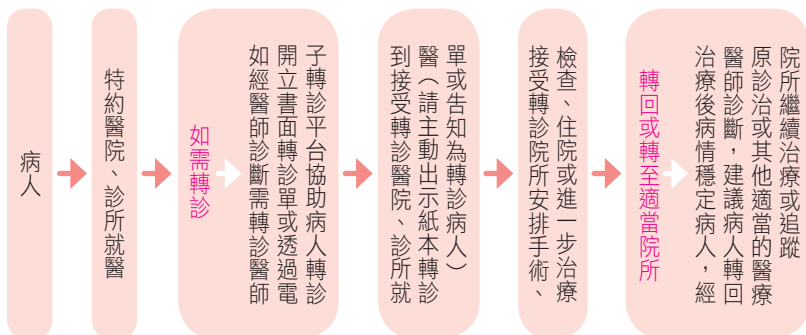 病人
特約醫院、診所就醫
如需轉診
如經醫師診斷需轉診醫師
開立書面轉診單或透過電
子轉診平台協助病人轉診
到接受轉診醫院、診所就
醫（請主動出示紙本轉診
單或告知為轉診病人）
接受轉診院所安排手術、
檢查、住院或進一步治療
轉回或轉至適當院所
治療後病情穩定病人，經
醫師診斷，建議病人轉回
原診治或其他適當的醫療
院所繼續治療或追蹤